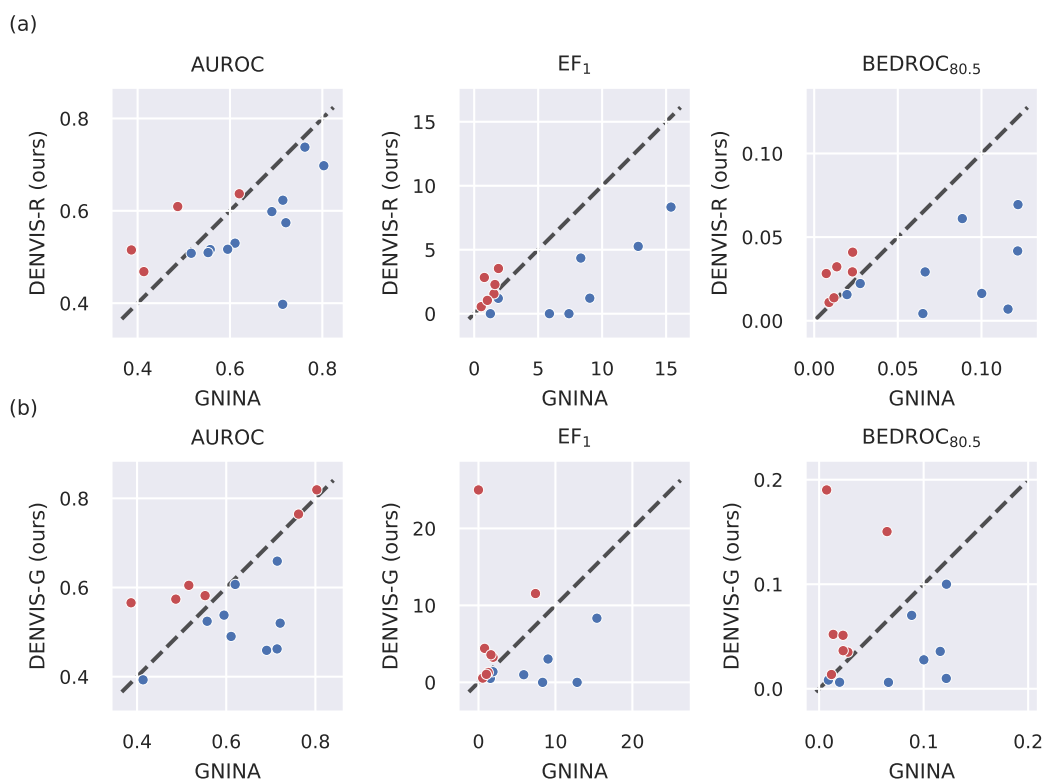 (a)
AUROC
EF1
BEDROC80.5
DENVIS-R (ours)
0.8
0.6
0.4
0.4 0.6 0.8
GNINA
DENVIS-R (ours)
15
10
5
0
0 5 10 15
GNINA
DENVIS-R (ours)
0.10
0.05
0.00
0.00 0.05 0.10
GNINA
(b)
AUROC
EF1
BEDROC80.5
DENVIS-G (ours)
0.8
0.6
0.4
0.4 0.6 0.8
GNINA
DENVIS-G (ours)
20
10
0
0 10 20
GNINA
DENVIS-G (ours)
0.2
0.1
0.0
0.0 0.1 0.2
GNINA